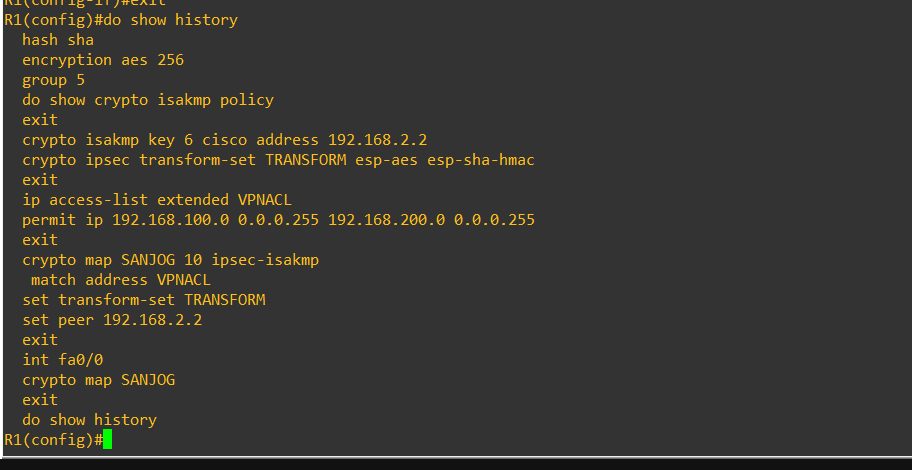 R1(config-if)#exit
R1(config)#do show history
hash sha
encryption aes 256
group 5
do show crypto isakmp policy
exit
crypto isakmp key 6 cisco address 192.168.2.2
crypto ipsec transform-set TRANSFORM esp-aes esp-sha-hmac
exit
ip access-list extended VPNACL
permit ip 192.168.100.0 0.0.0.255 192.168.200.0 0.0.0.255
exit
crypto map SANJOG 10 ipsec-isakmp
match address VPNACL
set transform-set TRANSFORM
set peer 192.168.2.2
exit
int fa0/0
crypto map SANJOG
exit
do show history
R1(config)#